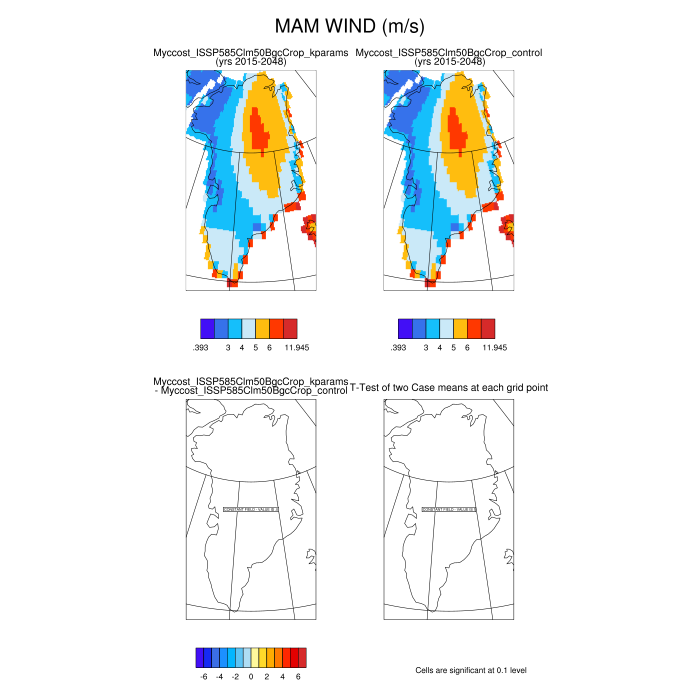 MAM WIND (m/s)
Myccost_ISSP585Clm50BgcCrop_kparams
(yrs 2015-2048)
Myccost_ISSP585Clm50BgcCrop_control
(yrs 2015-2048)
.393 3 4 5 6 11.945
.393 3 4 5 6 11.945
Myccost_ISSP585Clm50BgcCrop_kparams
- Myccost_ISSP585Clm50BgcCrop_control
T-Test of two Case means at each grid point
CONSTANT FIELD - VALUE IS
CONSTANT FIELD - VALUE IS
-6 -4 -2 0 2 4 6
Cells are significant at 0.1 level